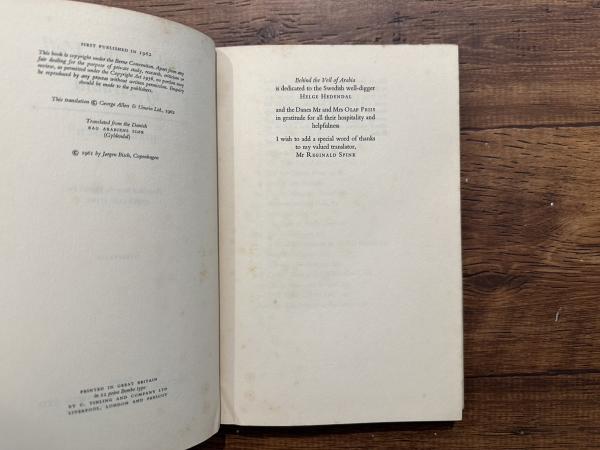 FIRST PUBLISHED IN 1962
This book is copyright under the Berne Convention. Apart from any
fair dealing for the purpose of private study, research, criticism or
review, as permitted under the Copyright Act 1956, no portion may
be reproduced by any process without written permission. Enquiry
should be made to the publishers.
This translation © George Allen & Unwin Ltd., 1962
Translated from the Danish
BAG ARABIENS SLØR
(Gyldendal)
© 1961 by Jørgen Bisch, Copenhagen
PRINTED IN GREAT BRITAIN
in 12 point Bembo type
BY C. TINLING AND COMPANY LTD
LIVERPOOL, LONDON AND PRESCOT
Behind the Veil of Arabia
is dedicated to the Swedish well-digger
HELGE HEDENDAL
and the Danes Mr and Mrs OLAF FRIIS
in gratitude for all their hospitality and
helpfulness
I wish to add a special word of thanks
to my valued translator,
Mr REGINALD SPINK